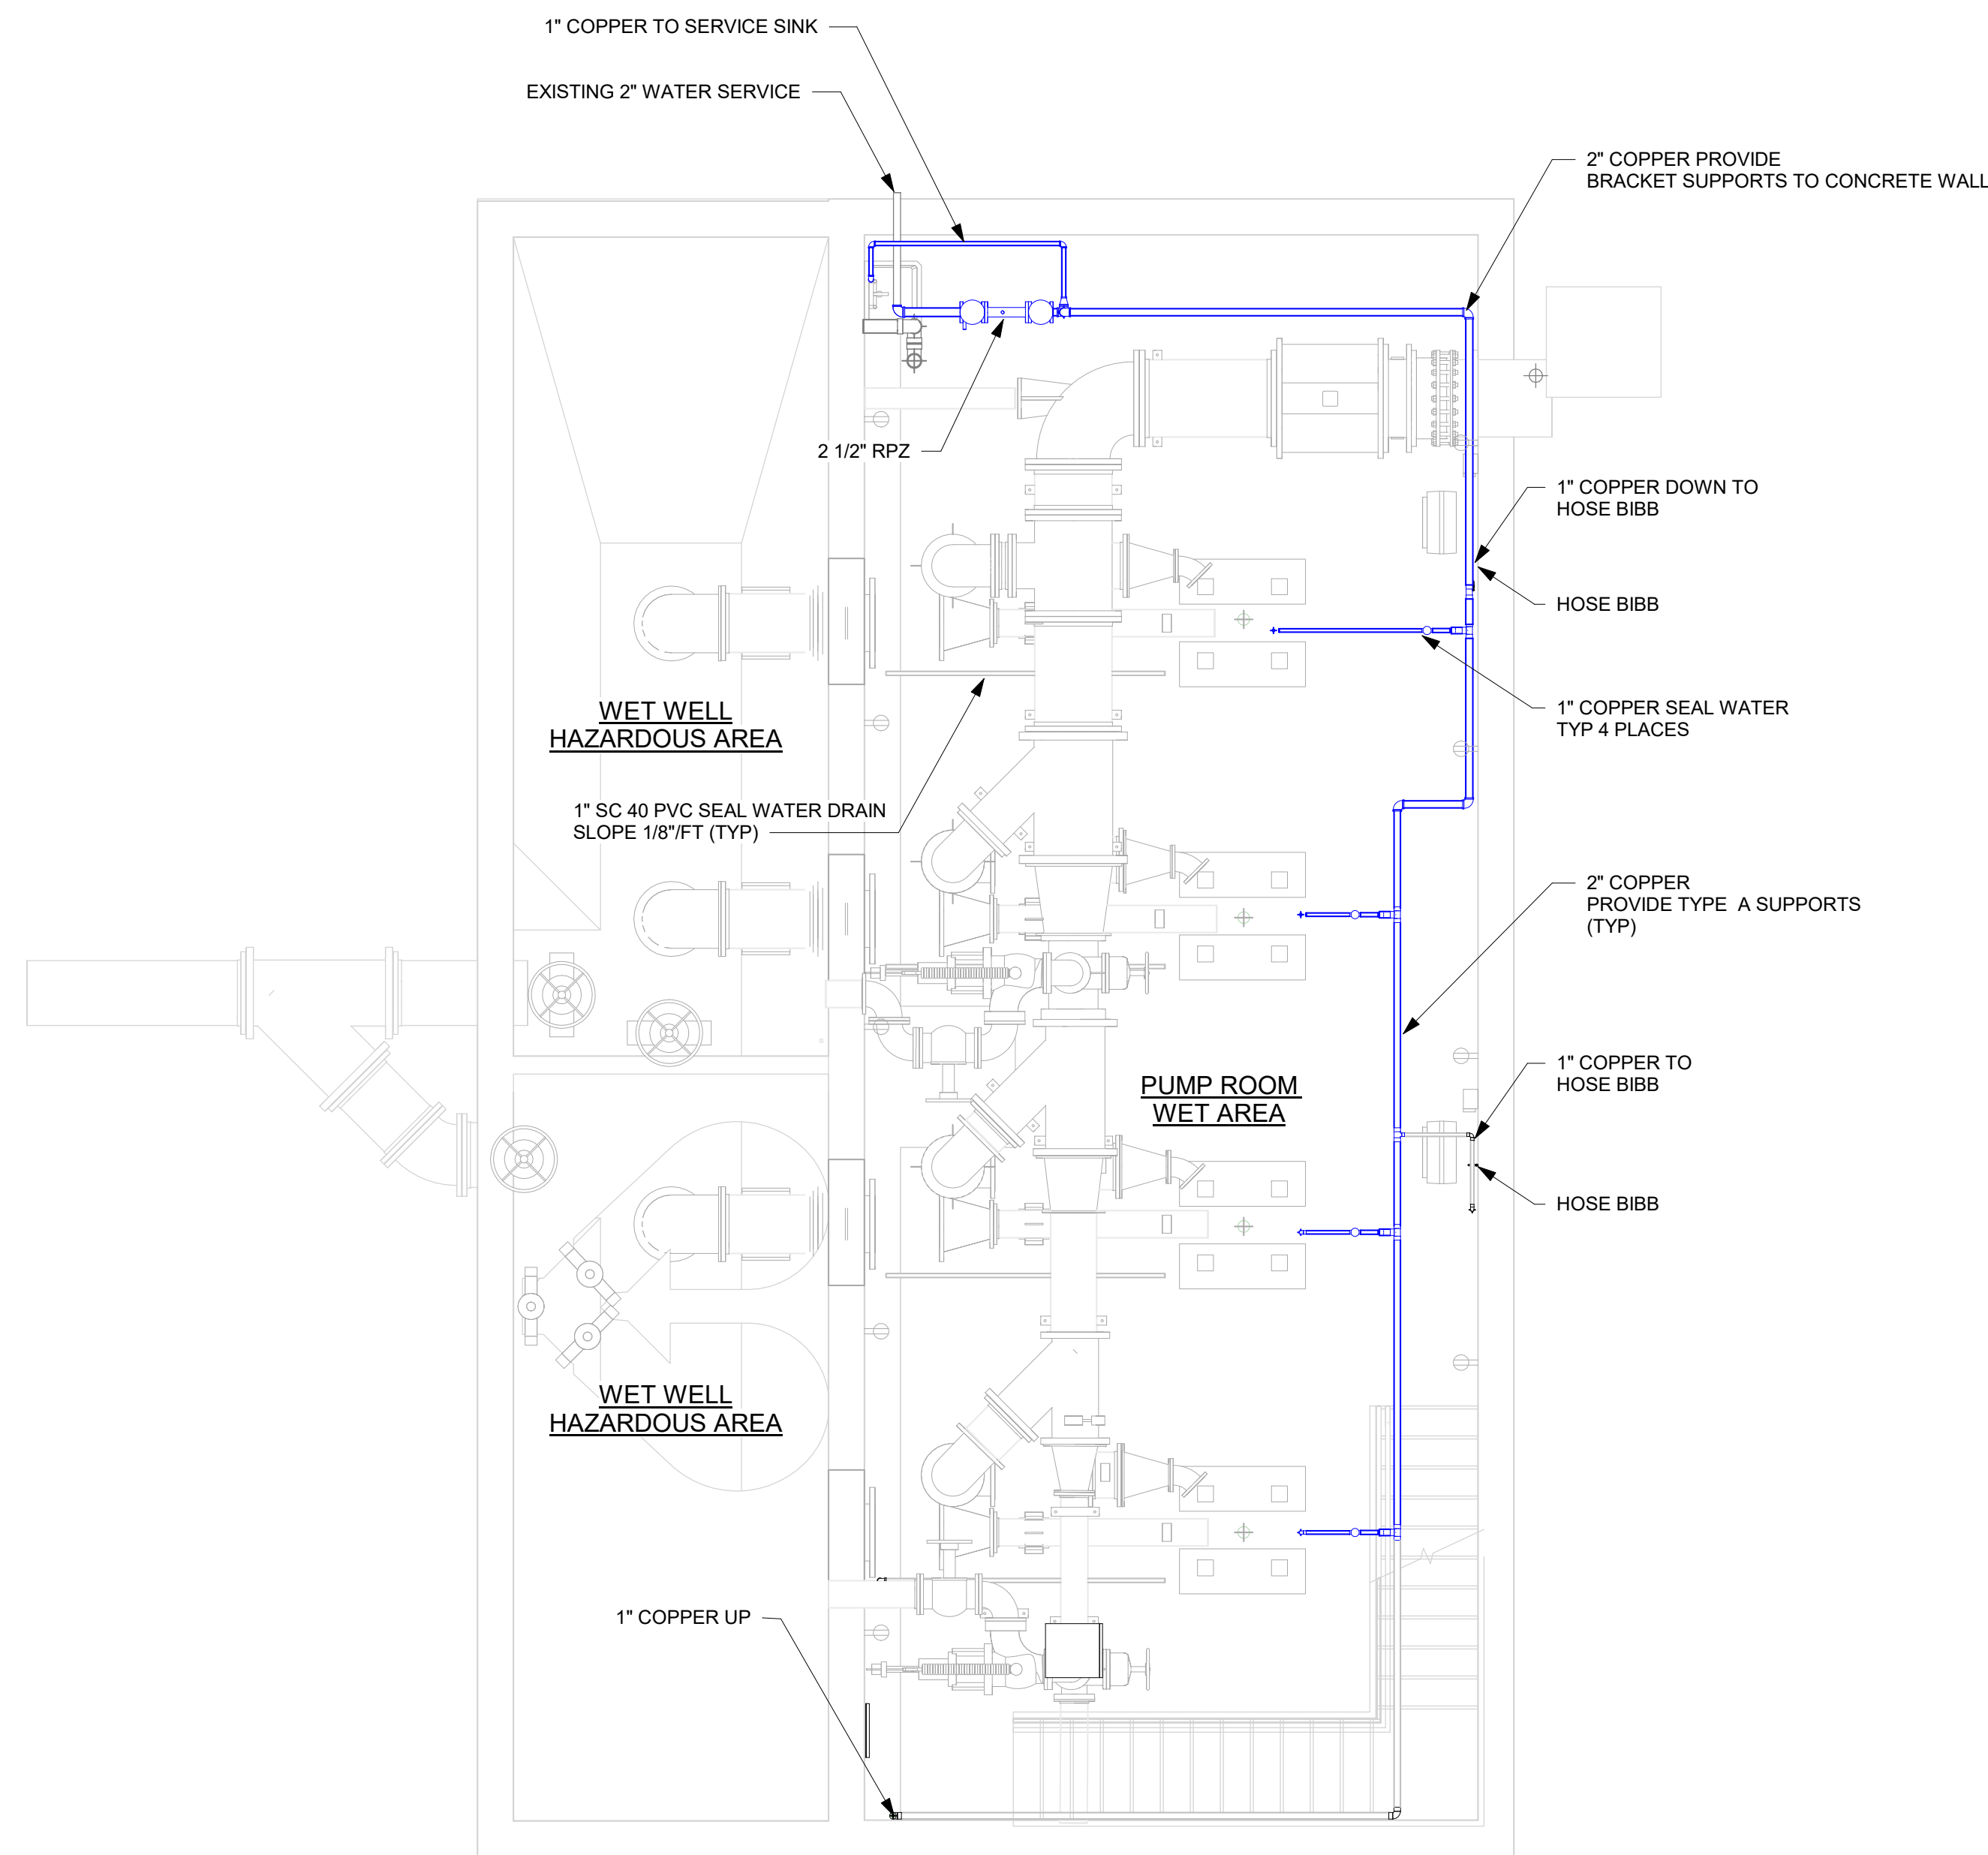 1" COPPER TO SERVICE SINK
EXISTING 2" WATER SERVICE
2" COPPER PROVIDE
BRACKET SUPPORTS TO CONCRETE WALL
2 1/2" RPZ
1" COPPER DOWN TO
HOSE BIBB
HOSE BIBB
WET WELL
HAZARDOUS AREA
1" COPPER SEAL WATER
TYP 4 PLACES
1" SC 40 PVC SEAL WATER DRAIN
SLOPE 1/8"/FT (TYP)
2" COPPER
PROVIDE TYPE  A SUPPORTS
(TYP)
PUMP ROOM
WET AREA
1" COPPER TO
HOSE BIBB
HOSE BIBB
WET WELL
HAZARDOUS AREA
1" COPPER UP